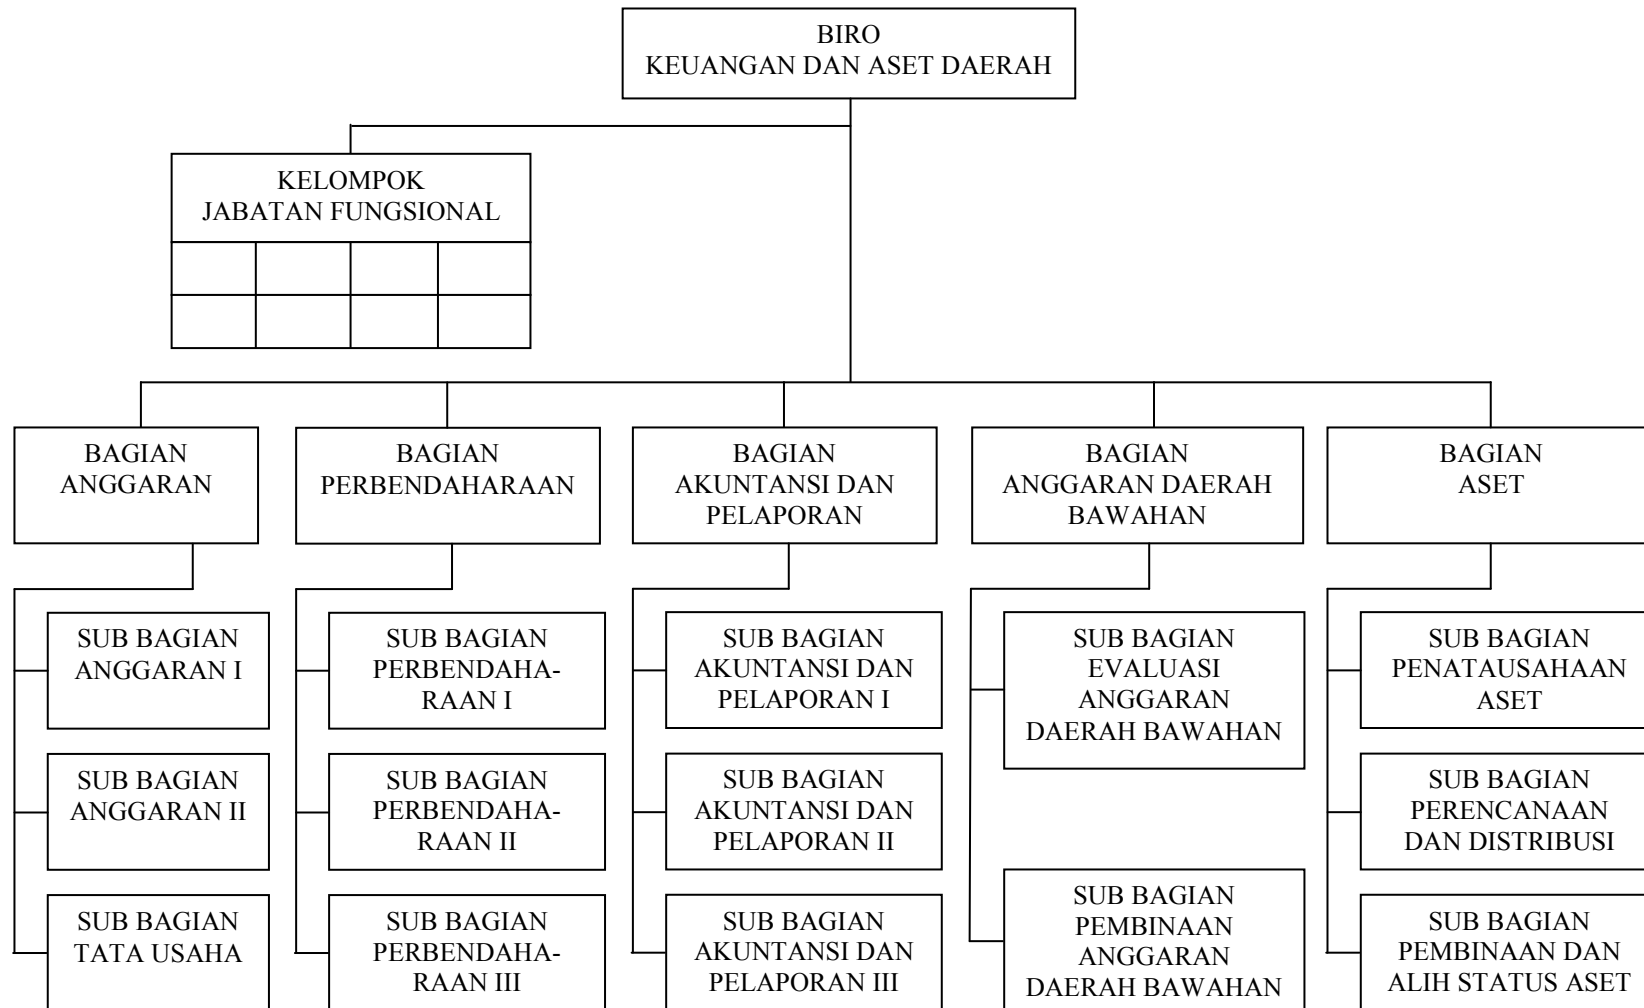 BIRO
KEUANGAN DAN ASET DAERAH
KELOMPOK
JABATAN FUNGSIONAL
BAGIAN
ANGGARAN
BAGIAN
PERBENDAHARAAN
BAGIAN
AKUNTANSI DAN
PELAPORAN
BAGIAN
ANGGARAN DAERAH
BAWAHAN
BAGIAN
ASET
SUB BAGIAN
ANGGARAN I
SUB BAGIAN
PERBENDAHA-
RAAN I
SUB BAGIAN
AKUNTANSI DAN
PELAPORAN I
SUB BAGIAN
EVALUASI
ANGGARAN
DAERAH BAWAHAN
SUB BAGIAN
PENATAUSAHAAN
ASET
SUB BAGIAN
ANGGARAN II
SUB BAGIAN
PERBENDAHA-
RAAN II
SUB BAGIAN
AKUNTANSI DAN
PELAPORAN II
SUB BAGIAN
PERENCANAAN
DAN DISTRIBUSI
SUB BAGIAN
TATA USAHA
SUB BAGIAN
PERBENDAHA-
RAAN III
SUB BAGIAN
AKUNTANSI DAN
PELAPORAN III
SUB BAGIAN
PEMBINAAN
ANGGARAN
DAERAH BAWAHAN
SUB BAGIAN
PEMBINAAN DAN
ALIH STATUS ASET